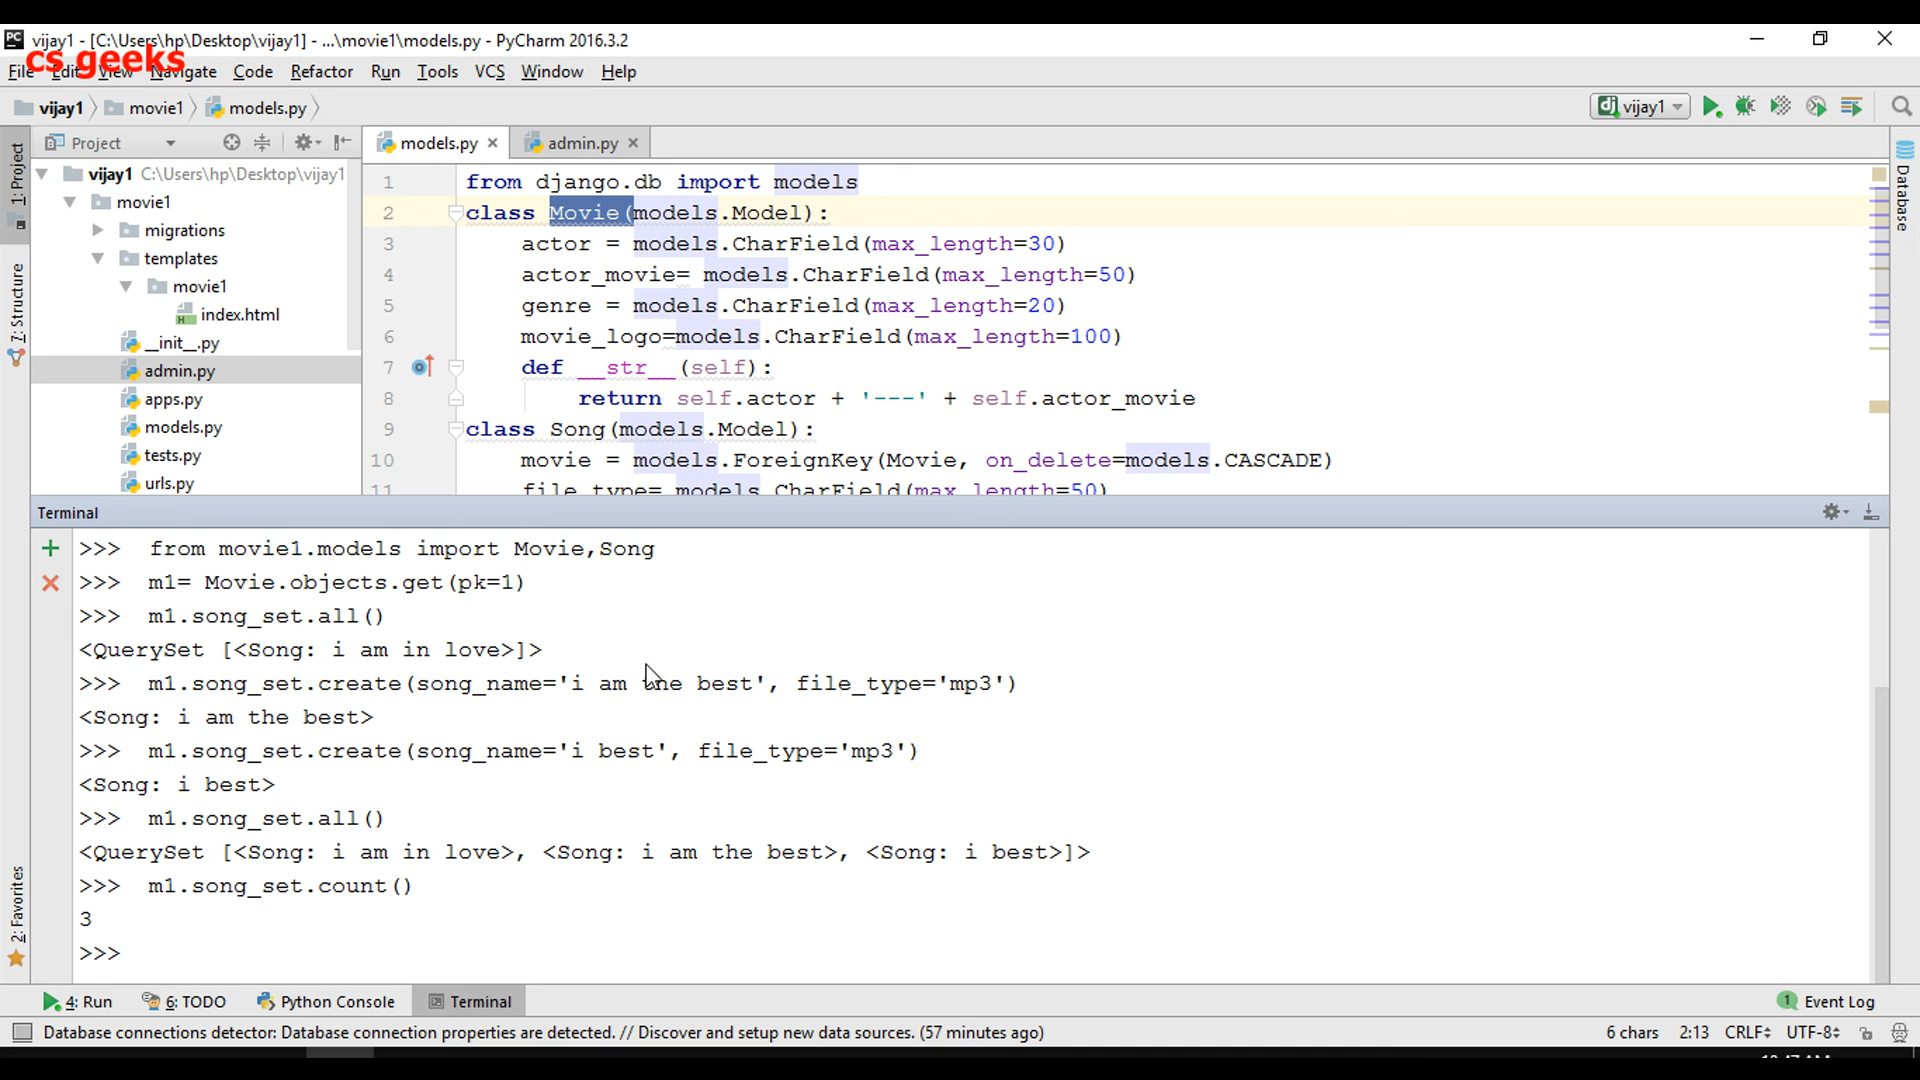 vijay1 - [C:\Users\hp\Desktop\vijay1] - ...\movie1\models.py - PyCharm 2016.3.2
cs geeks
File Edit View Navigate Code Refactor Run Tools VCS Window Help
vijay1 movie1 models.py vijay1
Project models.py admin.py
1: Project
7: Structure
2: Favorites
Database
vijay1 C:\Users\hp\Desktop\vijay1
movie1
migrations
templates
movie1
index.html
__init__.py
admin.py
apps.py
models.py
tests.py
urls.py
1 from django.db import models
2 class Movie(models.Model):
3 actor = models.CharField(max_length=30)
4 actor_movie= models.CharField(max_length=50)
5 genre = models.CharField(max_length=20)
6 movie_logo=models.CharField(max_length=100)
7 def __str__(self):
8 return self.actor + '---' + self.actor_movie
9 class Song(models.Model):
10 movie = models.ForeignKey(Movie, on_delete=models.CASCADE)
11 file_type= models.CharField(max_length=50)
Terminal
>>> from movie1.models import Movie,Song
>>> m1= Movie.objects.get(pk=1)
>>> m1.song_set.all()
<QuerySet [<Song: i am in love>]>
>>> m1.song_set.create(song_name='i am the best', file_type='mp3')
<Song: i am the best>
>>> m1.song_set.create(song_name='i best', file_type='mp3')
<Song: i best>
>>> m1.song_set.all()
<QuerySet [<Song: i am in love>, <Song: i am the best>, <Song: i best>]>
>>> m1.song_set.count()
3
>>>
4: Run 6: TODO Python Console Terminal 1 Event Log
Database connections detector: Database connection properties are detected. // Discover and setup new data sources. (57 minutes ago) 6 chars 2:13 CRLF UTF-8